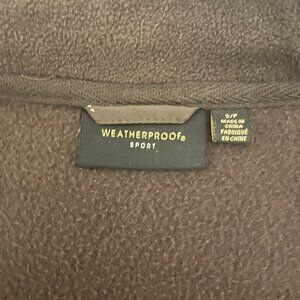 WEATHERPROOF®
SPORT
S/P
MADE IN
CHINA
FABRIQUÉ
EN CHINE